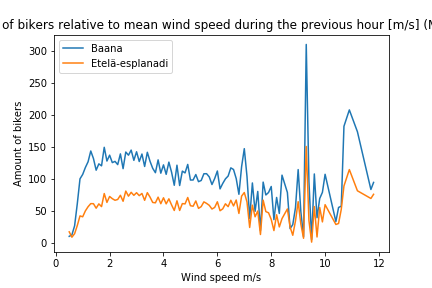 of bikers relative to mean wind speed during the previous hour [m/s] (
350
300
250
200
150
100
50
0
Amount of bikers
Baana
Etelä-esplanadi
0 2 4 6 8 10 12
Wind speed m/s